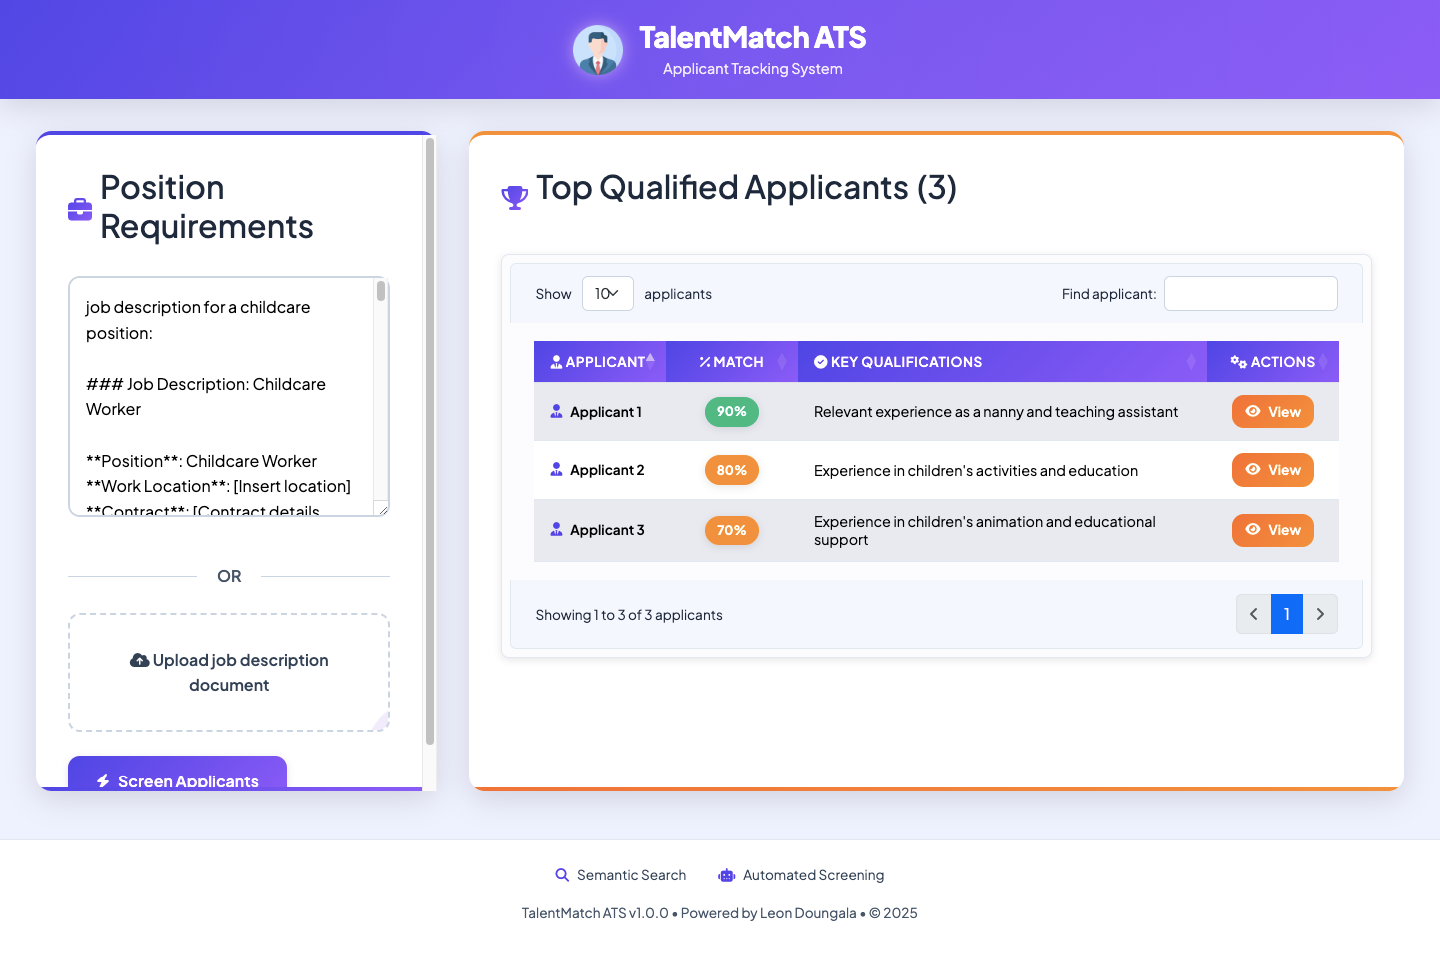 TalentMatch ATS
Applicant Tracking System
Position
Requirements
job description for a childcare
position:
### Job Description: Childcare
Worker
**Position**: Childcare Worker
**Work Location**: [Insert location]
**Contract**: [Contract details
OR
Upload job description
document
Screen Applicants
Top Qualified Applicants (3)
Show 10 applicants
Find applicant:
APPLICANT MATCH KEY QUALIFICATIONS ACTIONS
Applicant 1 90% Relevant experience as a nanny and teaching assistant View
Applicant 2 80% Experience in children's activities and education View
Applicant 3 70% Experience in children's animation and educational
support View
Showing 1 to 3 of 3 applicants
1
Semantic Search Automated Screening
TalentMatch ATS v1.0.0 • Powered by Leon Doungala • © 2025